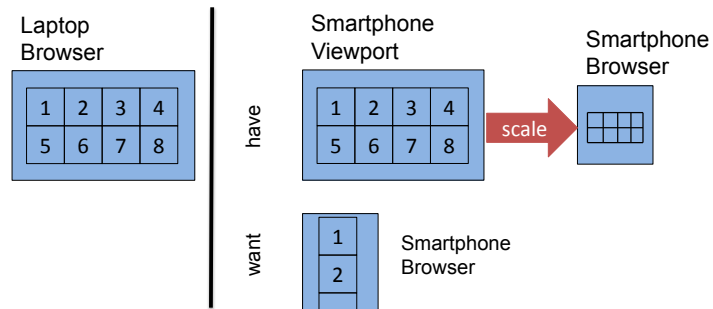 Laptop
Browser
1 2 3 4
5 6 7 8
Smartphone
Viewport
have
1 2 3 4
5 6 7 8
scale
Smartphone
Browser
want
1
2
Smartphone
Browser